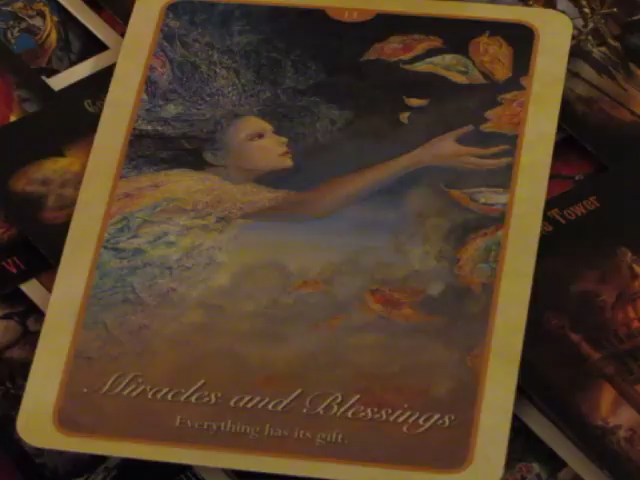 Miracles and Blessings
Everything has its gift.
VI
Tower